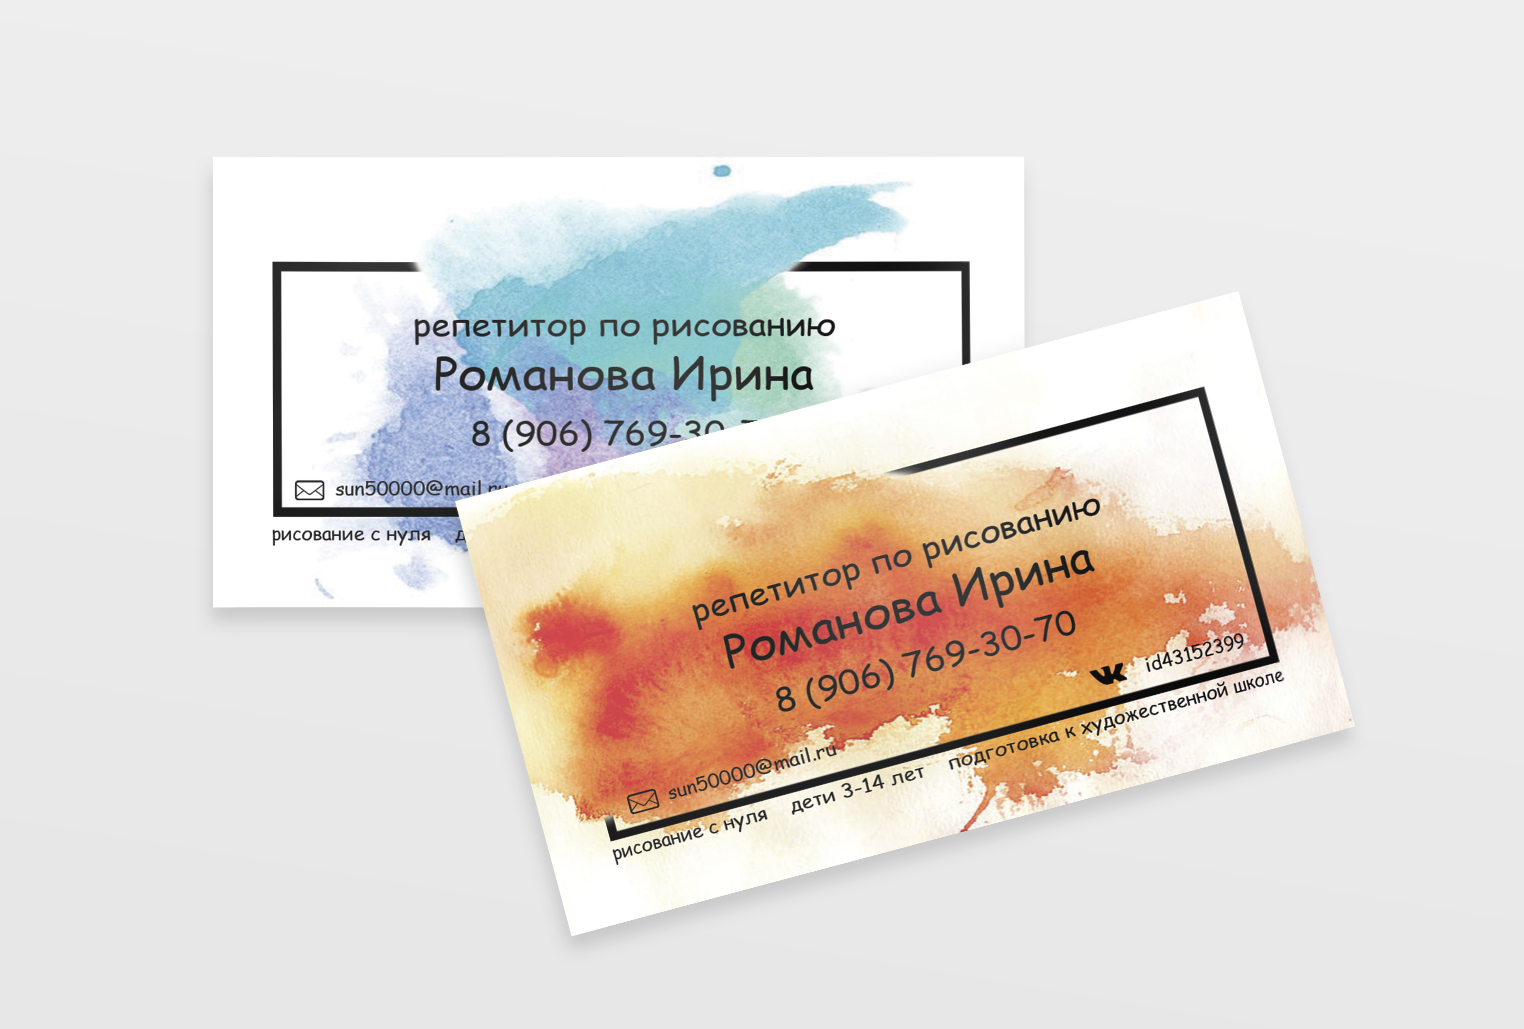 репетитор по рисованию
Романова Ирина
8 (906) 769-30-
sun50000@mail.ru
рисование с нуля
репетитор по рисованию
Романова Ирина
8 (906) 769-30-70
id43152399
sun50000@mail.ru
рисование с нуля дети 3-14 лет подготовка к художественной школе